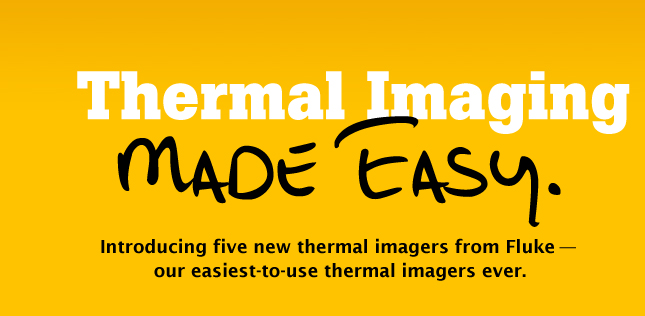 Thermal Imaging
MADE EASY.
Introducing five new thermal imagers from Fluke —
our easiest-to-use thermal imagers ever.